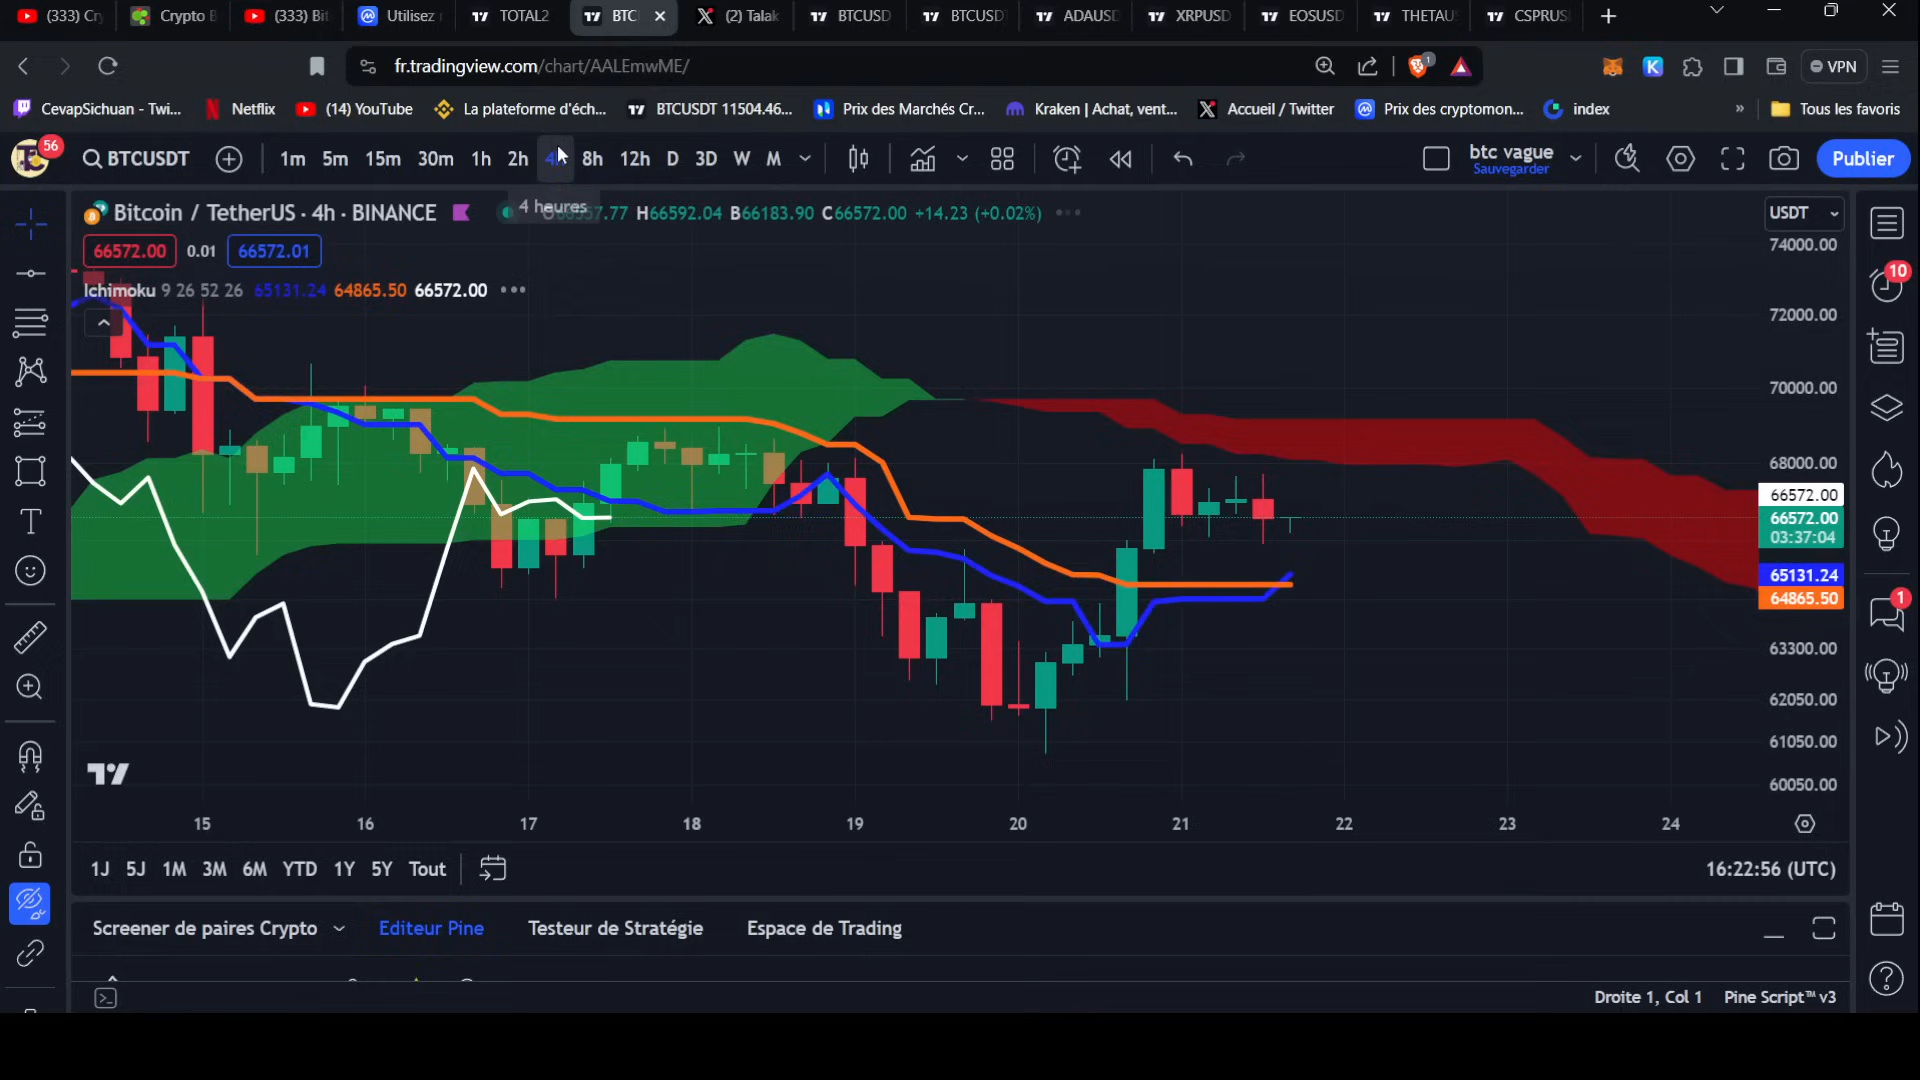 (333) Cr
Crypto B
(333) Bit
Utilisez
TOTAL2
BTC
(2) Talak
BTCUSD
BTCUSD
ADAUSD
XRPUSD
EOSUSD
THETAUS
CSPRUS
fr.tradingview.com/chart/AALEmwME/
1
VPN
CevapSichuan - Twi...
Netflix
(14) YouTube
La plateforme d'éch...
BTCUSDT 11504.46...
Prix des Marchés Cr...
Kraken | Achat, vent...
Accueil / Twitter
Prix des cryptomon...
index
»
Tous les favoris
56
BTCUSDT
1m 5m 15m 30m 1h 2h 4h 8h 12h D 3D W M
btc vague
Sauvegarder
Publier
Bitcoin / TetherUS · 4h · BINANCE
4 heures
H66592.04 B66183.90 C66572.00 +14.23 (+0.02%)
66572.00 0.01 66572.01
Ichimoku 9 26 52 26 65131.24 64865.50 66572.00
USDT
74000.00
72000.00
70000.00
68000.00
66572.00
66572.00
03:37:04
65131.24
64865.50
63300.00
62050.00
61050.00
60050.00
10
1
15 16 17 18 19 20 21 22 23 24
1J 5J 1M 3M 6M YTD 1Y 5Y Tout
16:22:56 (UTC)
Screener de paires Crypto
Editeur Pine
Testeur de Stratégie
Espace de Trading
Droite 1, Col 1 Pine Script™ v3